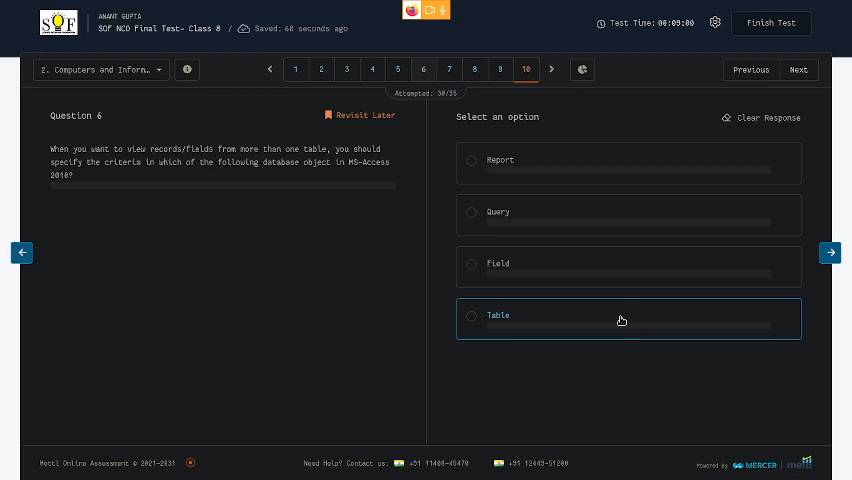 SOF
ANANT GUPTA
SOF NCO Final Test- Class 8 / Saved: 60 seconds ago
Test Time: 00:09:00
Finish Test
2. Computers and Inform...
1 2 3 4 5 6 7 8 9 10
Previous Next
Attempted: 30/35
Question 6
Revisit Later
When you want to view records/fields from more than one table, you should
specify the criteria in which of the following database object in MS-Access
2010?
Select an option
Clear Response
Report
Query
Field
Table
Mettl Online Assessment © 2021-2031
Need Help? Contact us: +91 11408-45470 +91 12449-51200
Powered by MERCER mettl